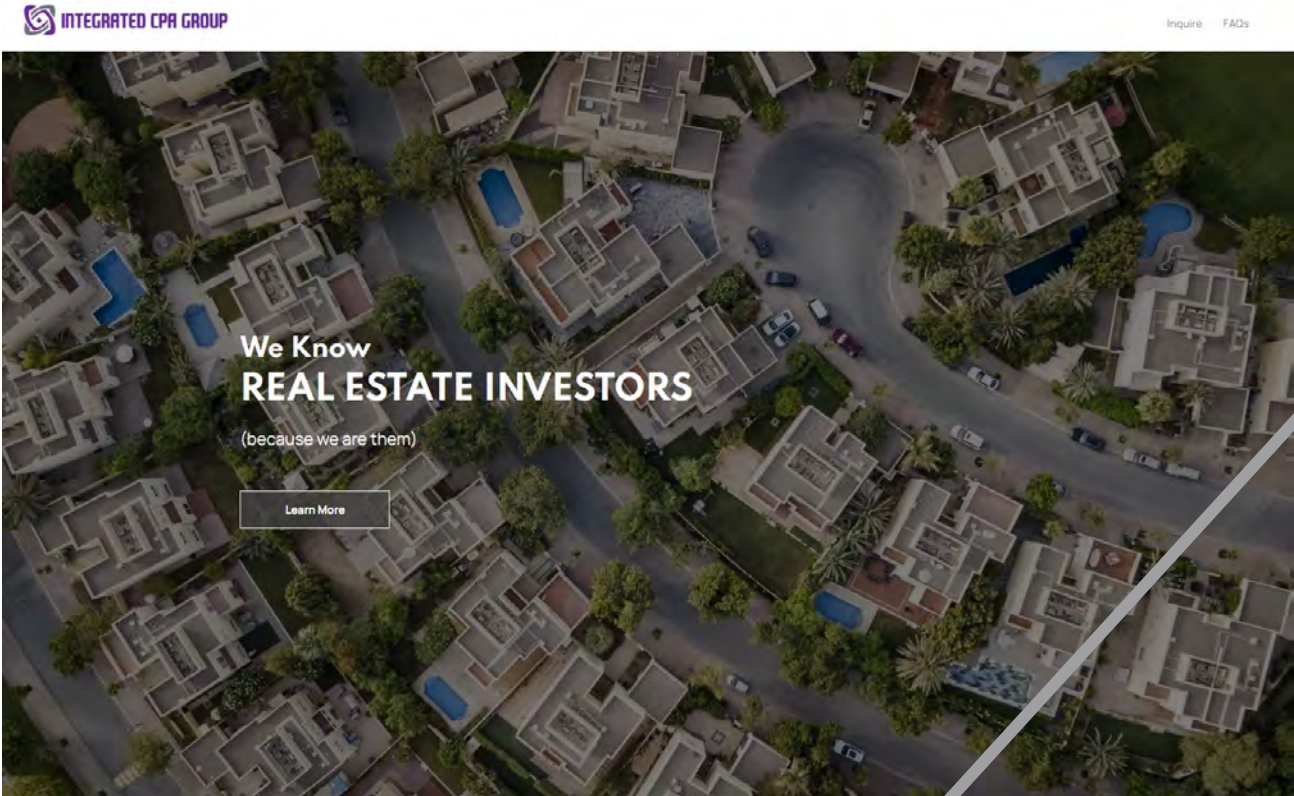 INTEGRATED CPA GROUP
Inquire FAQs
We Know
REAL ESTATE INVESTORS
(because we are them)
Learn More